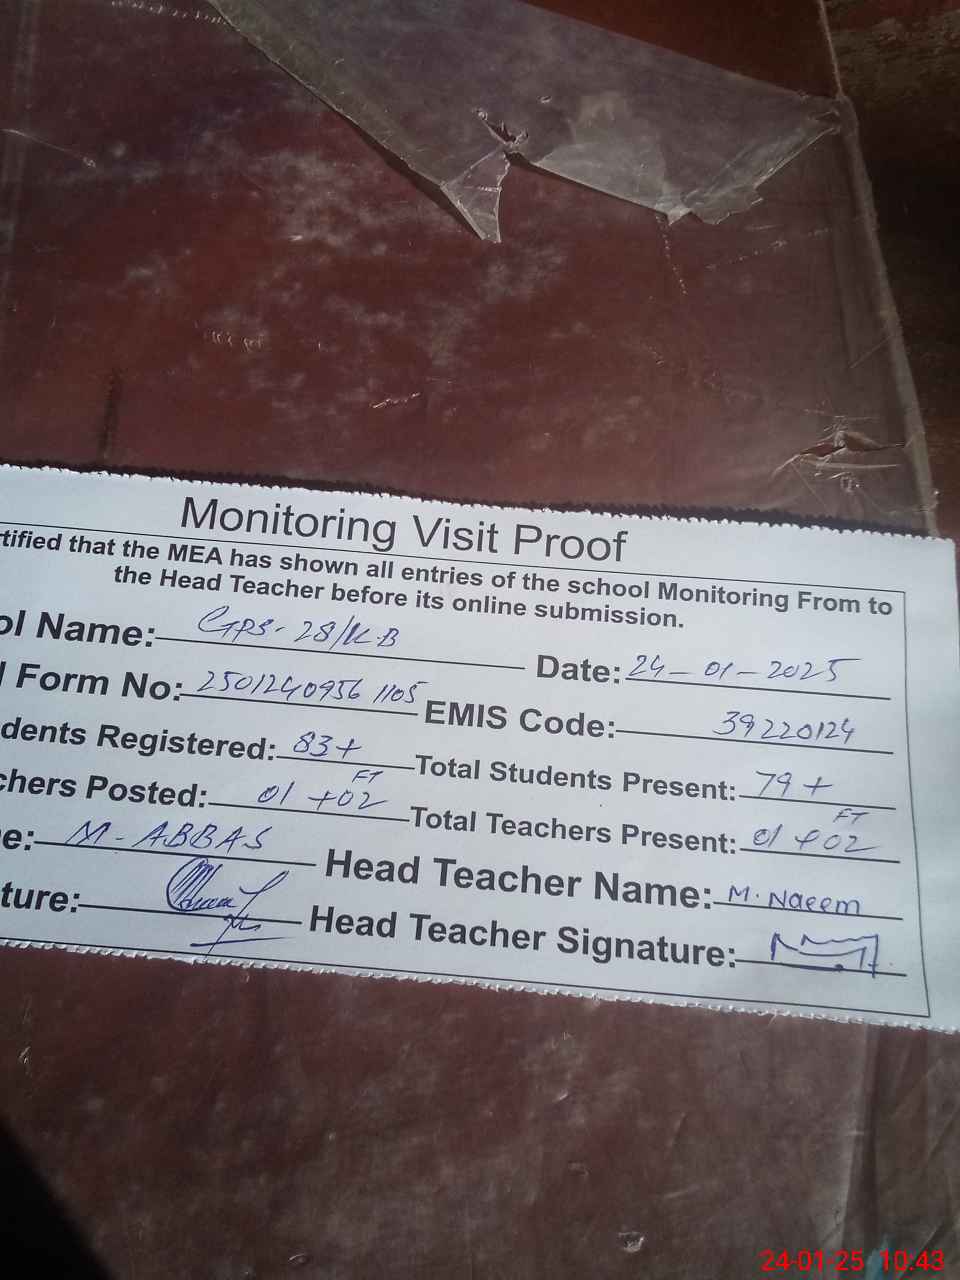 Monitoring Visit Proof
rtified that the MEA has shown all entries of the school Monitoring From to
the Head Teacher before its online submission.
ol Name: GPS-28/K.B Date: 24-01-2025
l Form No: 2501240956 1105 EMIS Code: 39220124
dents Registered: 83+ Total Students Present: 79+
chers Posted: 01 +02 FT Total Teachers Present: 01 +02 FT
e: M-ABBAS Head Teacher Name: M.Naeem
ture: Head Teacher Signature:
24-01-25 10:43